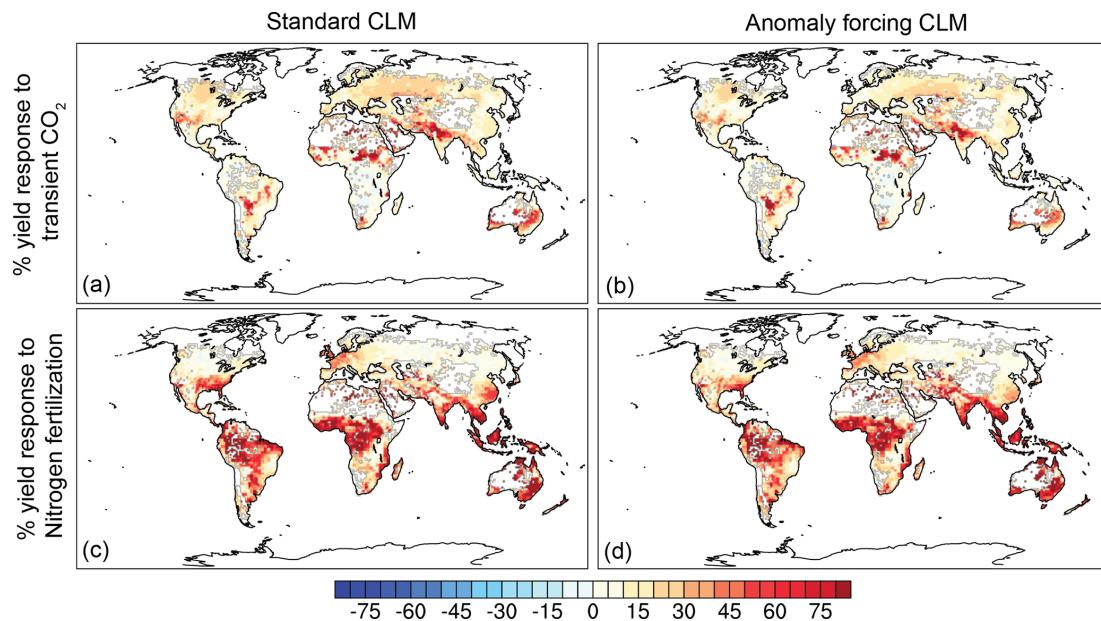 Standard CLM
Anomaly forcing CLM
% yield response to
transient CO₂
(a)
(b)
% yield response to
Nitrogen fertilization
(c)
(d)
-75 -60 -45 -30 -15 0 15 30 45 60 75